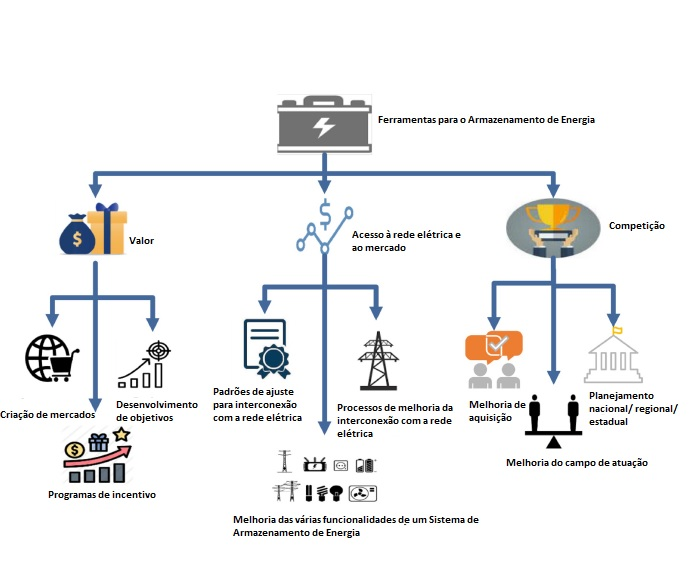 Ferramentas para o Armazenamento de Energia
Valor
Acesso à rede elétrica e
ao mercado
Competição
Criação de mercados
Desenvolvimento
de objetivos
Programas de incentivo
Padrões de ajuste
para interconexão
com a rede elétrica
Processos de melhoria da
interconexão com a rede
elétrica
Melhoria das várias funcionalidades de um Sistema de
Armazenamento de Energia
Melhoria de
aquisição
Planejamento
nacional/ regional/
estadual
Melhoria do campo de atuação